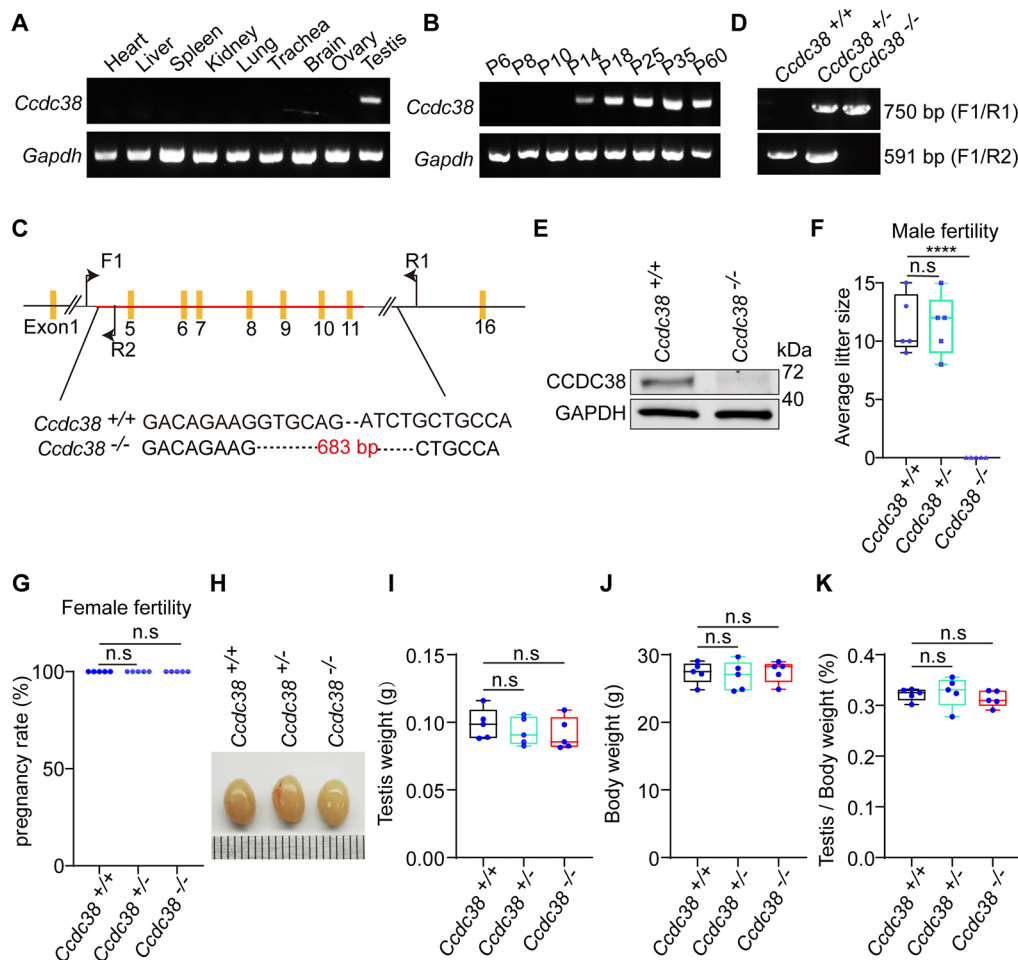 A
Heart
Liver
Spleen
Kidney
Lung
Trachea
Brain
Ovary
Testis
Ccdc38
Gapdh
B
P6
P8
P10
P14
P18
P25
P35
P60
Ccdc38
Gapdh
D
Ccdc38 +/+
Ccdc38 +/-
Ccdc38 -/-
750 bp (F1/R1)
591 bp (F1/R2)
C
F1
R1
Exon1
5
6
7
8
9
10
11
16
R2
Ccdc38 +/+ GACAGAAGGTGCAG--ATCTGCTGCCA
Ccdc38 -/- GACAGAAG--------683 bp-----CTGCCA
E
Ccdc38 +/+
Ccdc38 -/-
kDa
CCDC38
72
40
GAPDH
F
Male fertility
****
n.s
Average litter size
15
10
5
0
Ccdc38 +/+
Ccdc38 +/-
Ccdc38 -/-
G
Female fertility
n.s
n.s
pregnancy rate (%)
100
50
0
Ccdc38 +/+
Ccdc38 +/-
Ccdc38 -/-
H
Ccdc38 +/+
Ccdc38 +/-
Ccdc38 -/-
I
n.s
n.s
Testis weight (g)
0.15
0.10
0.05
0.00
Ccdc38 +/+
Ccdc38 +/-
Ccdc38 -/-
J
n.s
n.s
Body weight (g)
30
20
10
0
Ccdc38 +/+
Ccdc38 +/-
Ccdc38 -/-
K
n.s
n.s
Testis / Body weight (%)
0.4
0.3
0.2
0.1
0.0
Ccdc38 +/+
Ccdc38 +/-
Ccdc38 -/-